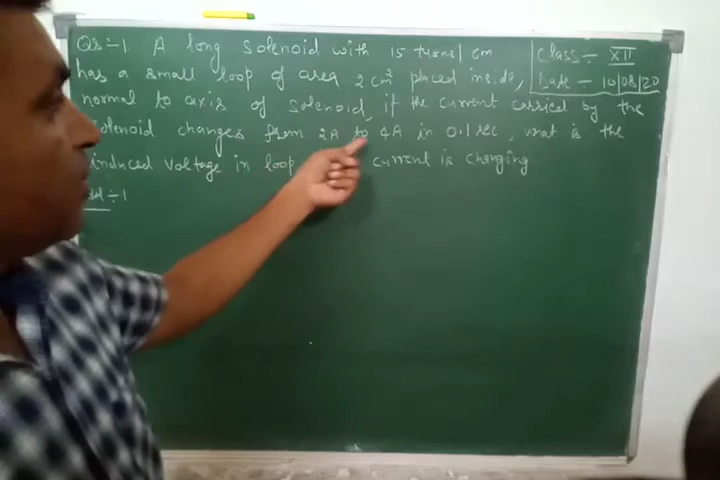 Qs÷1. A long Solenoid with 15 turns/cm
has a small loop of area 2 cm² placed inside,
normal to axis of solenoid, if the current carried by the
solenoid changes from 2A to 4A in 0.1 sec, what is the
induced voltage in loop current is changing
Sol÷1
Class÷ XII
Date÷ 10/08/20